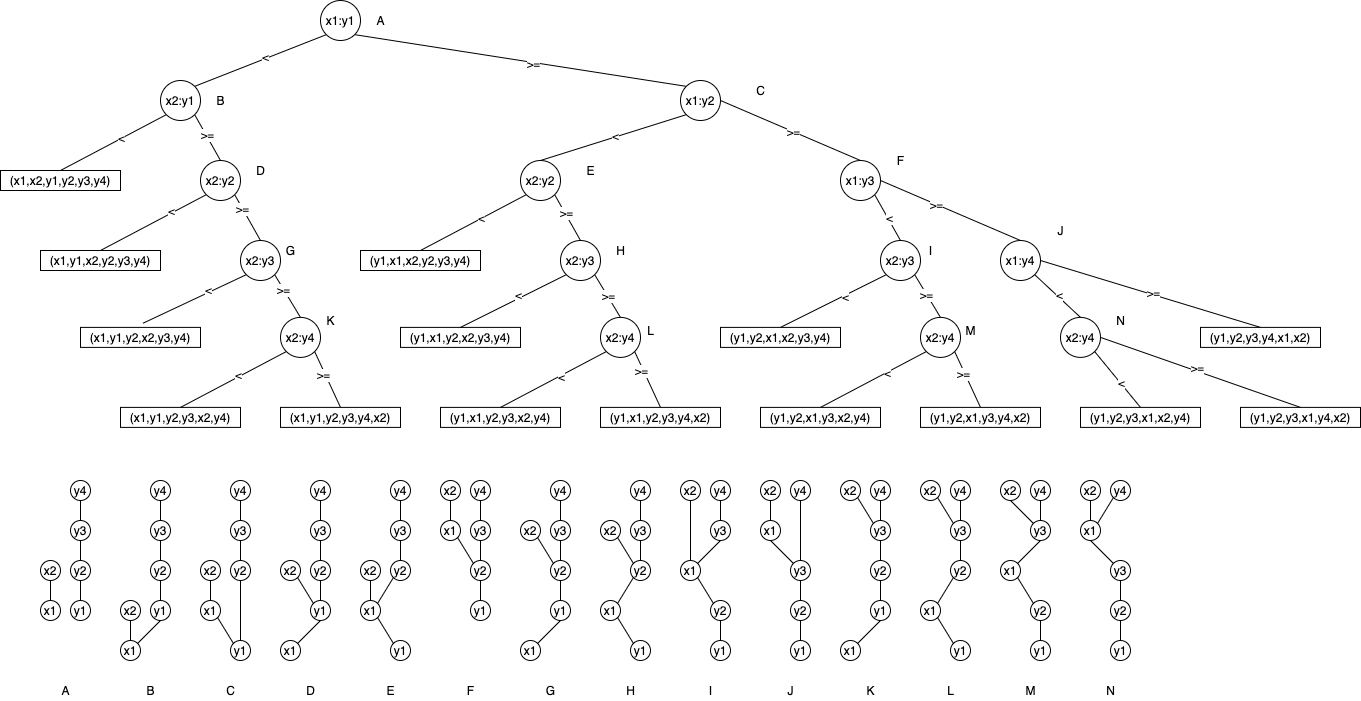 x1:y1 A
< >=
x2:y1 B x1:y2 C
< >= < >=
(x1,x2,y1,y2,y3,y4) x2:y2 D x2:y2 E x1:y3 F
< >= < >= < >=
(x1,y1,x2,y2,y3,y4) x2:y3 G (y1,x1,x2,y2,y3,y4) x2:y3 H x2:y3 I x1:y4 J
< >= < >= < >= < >=
(x1,y1,y2,x2,y3,y4) x2:y4 K (y1,x1,y2,x2,y3,y4) x2:y4 L (y1,y2,x1,x2,y3,y4) x2:y4 M x2:y4 N (y1,y2,y3,y4,x1,x2)
< >= < >= < >= < >=
(x1,y1,y2,y3,x2,y4) (x1,y1,y2,y3,y4,x2) (y1,x1,y2,y3,x2,y4) (y1,x1,y2,y3,y4,x2) (y1,y2,x1,y3,x2,y4) (y1,y2,x1,y3,y4,x2) (y1,y2,y3,x1,x2,y4) (y1,y2,y3,x1,y4,x2)
y4 y4 y4 y4 y4 x2 y4 y4 y4 x2 y4 x2 y4 x2 y4 x2 y4 x2 y4 x2 y4
y3 y3 y3 y3 y3 x1 y3 x2 y3 x2 y3 y3 x1 y3 y3 y3 x1
x2 y2 y2 x2 y2 x2 y2 x2 y2 y2 y2 y2 x1 y3 y2 y2 x1 y3
x1 y1 x2 y1 x1 y1 x1 y1 y1 x1 y2 y2 y1 x1 y2 y2
x1 y1 x1 y1 x1 y1 y1 y1 x1 y1 y1 y1
A B C D E F G H I J K L M N